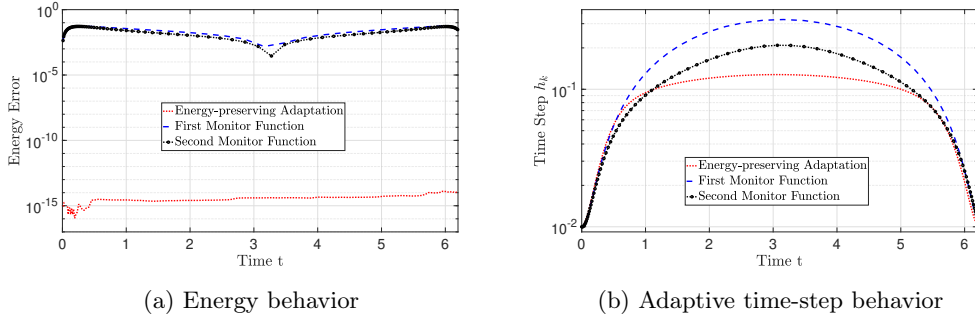 10^0
10^-5
10^-10
10^-15
Energy Error
Energy-preserving Adaptation
First Monitor Function
Second Monitor Function
0 1 2 3 4 5 6
Time t
(a) Energy behavior
10^-1
10^-2
Time Step h_k
Energy-preserving Adaptation
First Monitor Function
Second Monitor Function
0 1 2 3 4 5 6
Time t
(b) Adaptive time-step behavior